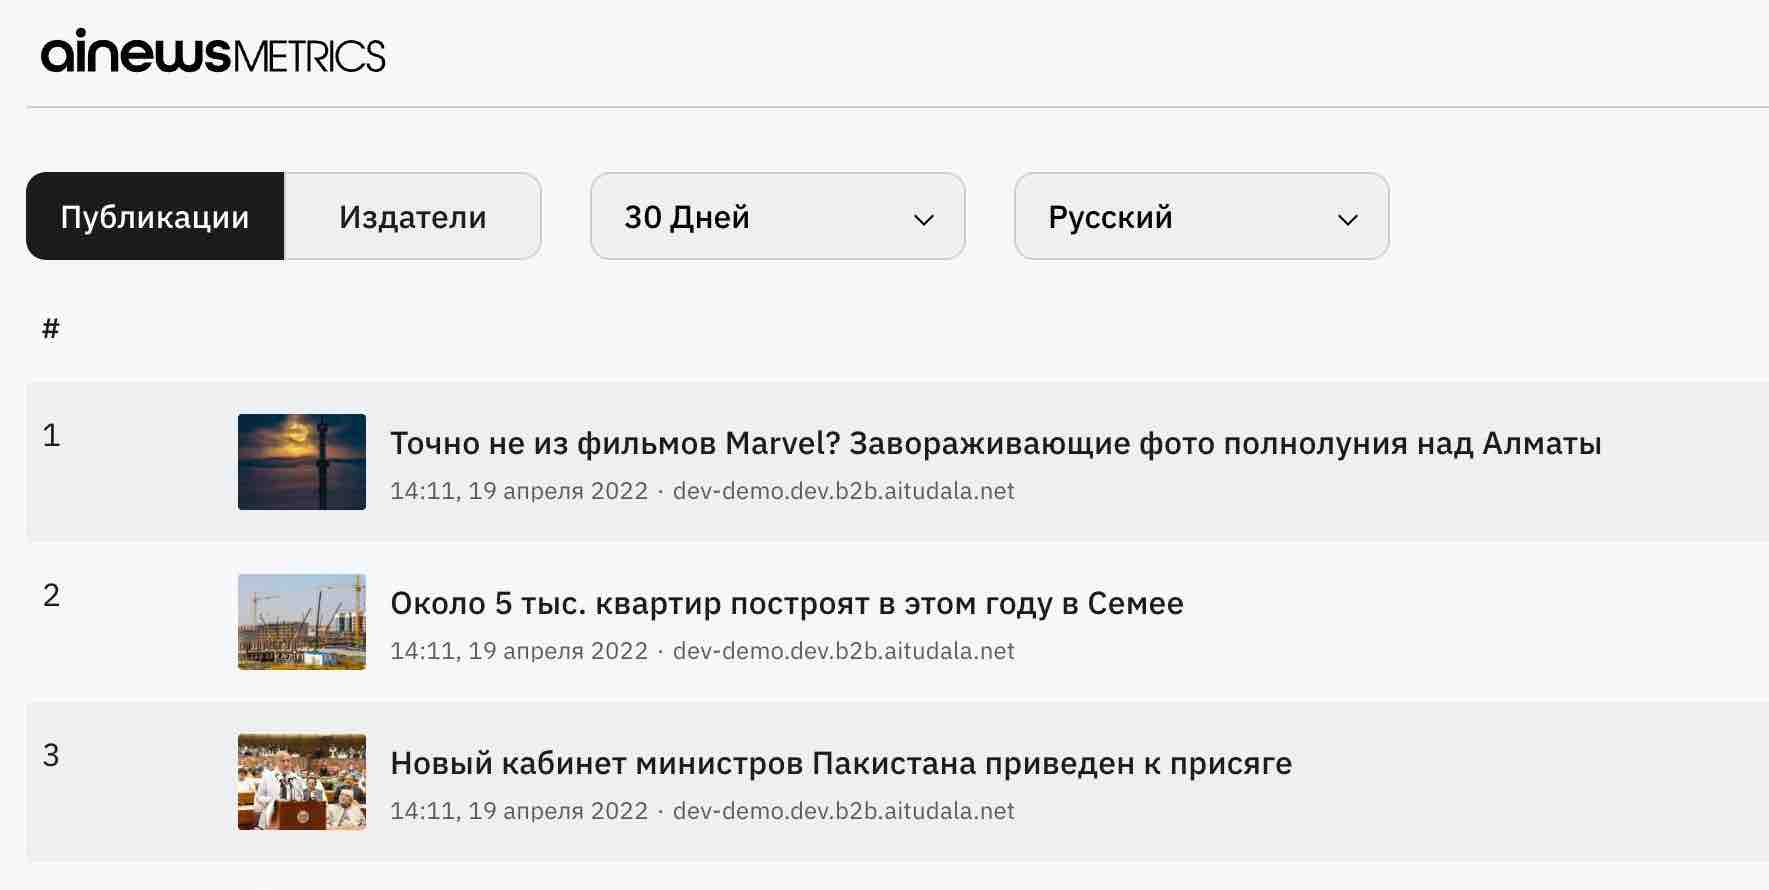 ainewsMETRICS
Публикации Издатели 30 Дней Русский
#
1
Точно не из фильмов Marvel? Завораживающие фото полнолуния над Алматы
14:11, 19 апреля 2022 · dev-demo.dev.b2b.aitudala.net
2
Около 5 тыс. квартир построят в этом году в Семее
14:11, 19 апреля 2022 · dev-demo.dev.b2b.aitudala.net
3
Новый кабинет министров Пакистана приведен к присяге
14:11, 19 апреля 2022 · dev-demo.dev.b2b.aitudala.net